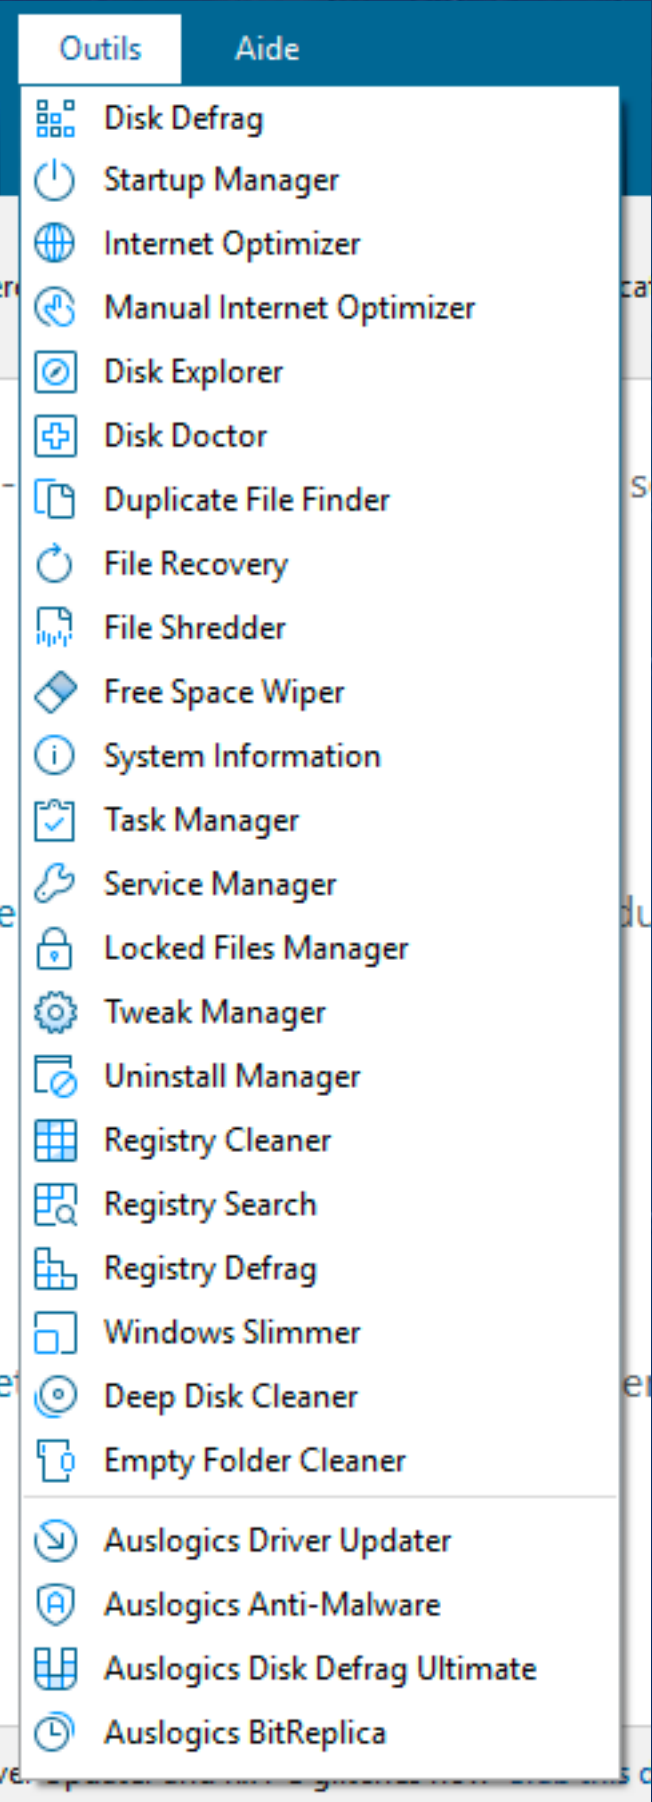 Outils Aide
Disk Defrag
Startup Manager
Internet Optimizer
Manual Internet Optimizer
Disk Explorer
Disk Doctor
Duplicate File Finder
File Recovery
File Shredder
Free Space Wiper
System Information
Task Manager
Service Manager
Locked Files Manager
Tweak Manager
Uninstall Manager
Registry Cleaner
Registry Search
Registry Defrag
Windows Slimmer
Deep Disk Cleaner
Empty Folder Cleaner
Auslogics Driver Updater
Auslogics Anti-Malware
Auslogics Disk Defrag Ultimate
Auslogics BitReplica